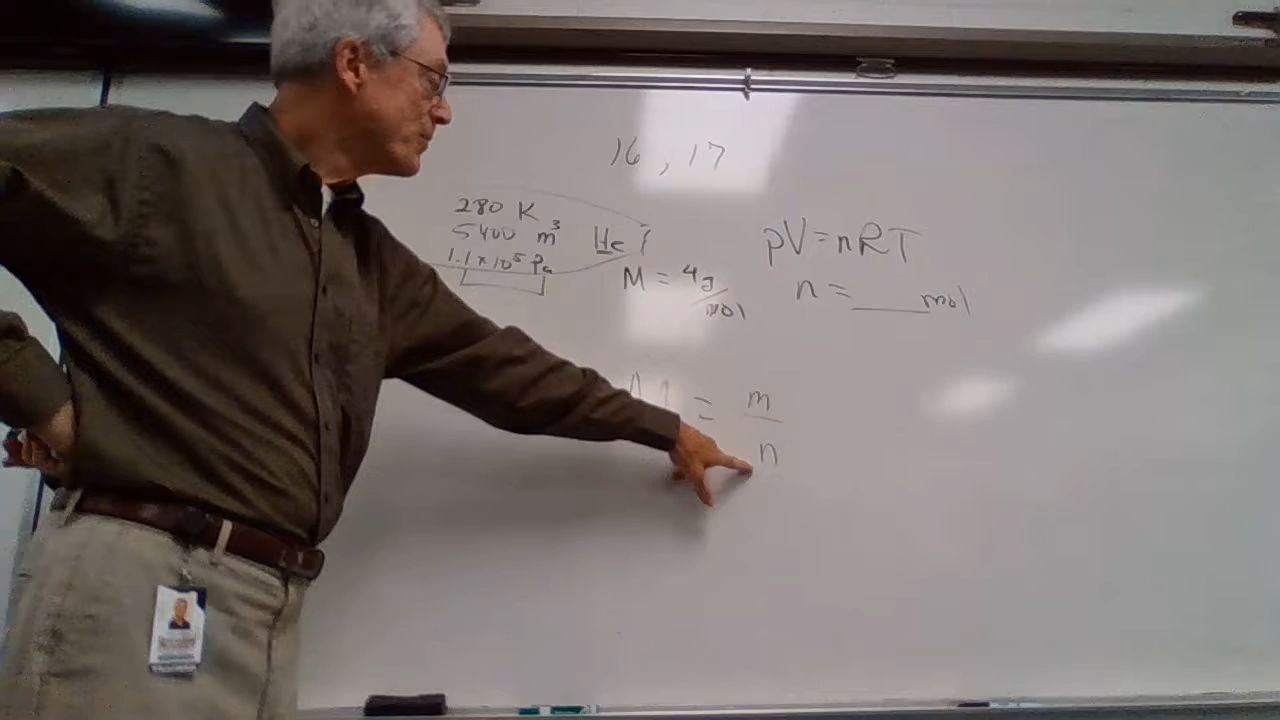 16, 17
280 K
5400 m³
1.1 × 10⁵ Pa
He
M = 4g/mol
pV = nRT
n = ____ mol
= m/n